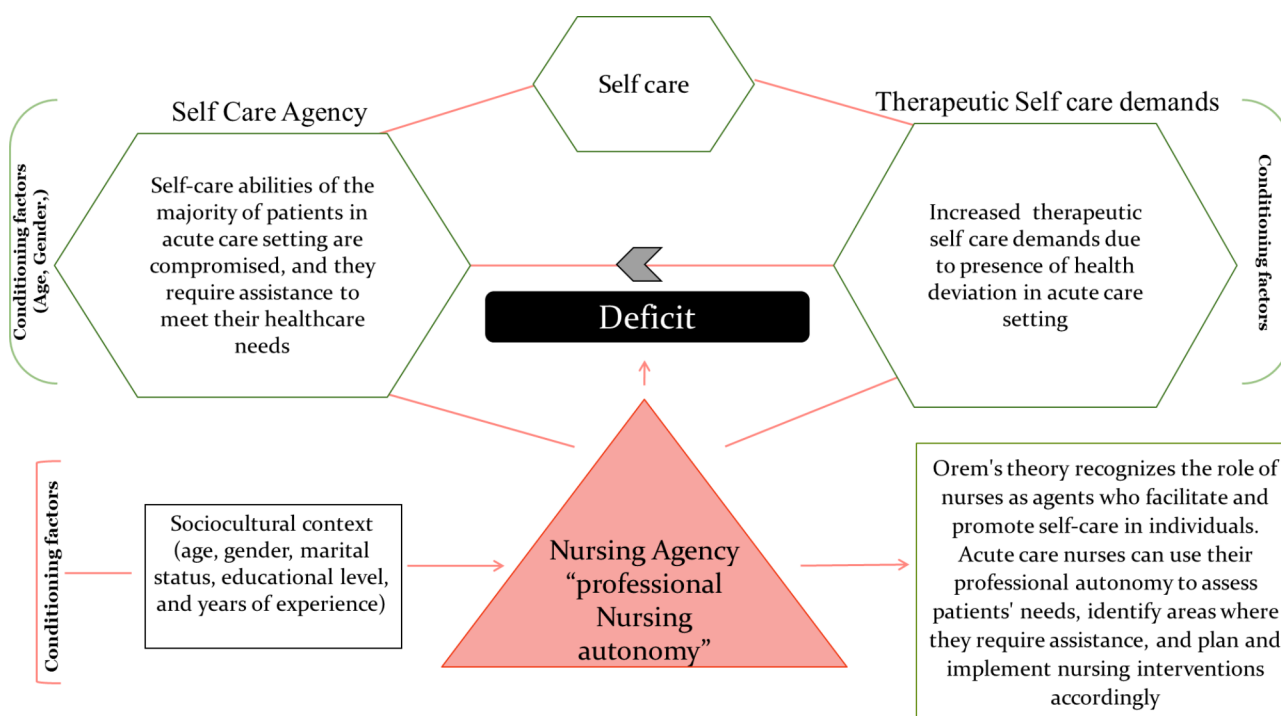 Self care
Self Care Agency
Therapeutic Self care demands
Conditioning factors
(Age, Gender,)
Self-care abilities of the
majority of patients in
acute care setting are
compromised, and they
require assistance to
meet their healthcare
needs
Increased therapeutic
self care demands due
to presence of health
deviation in acute care
setting
Conditioning factors
Deficit
Conditioning factors
Sociocultural context
(age, gender, marital
status, educational level,
and years of experience)
Nursing Agency
“professional
Nursing
autonomy”
Orem's theory recognizes the role of
nurses as agents who facilitate and
promote self-care in individuals.
Acute care nurses can use their
professional autonomy to assess
patients' needs, identify areas where
they require assistance, and plan and
implement nursing interventions
accordingly